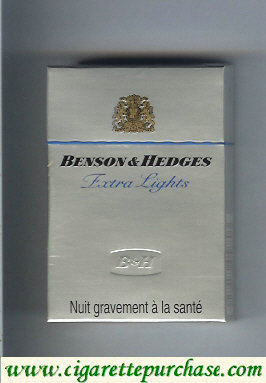 BENSON & HEDGES
Extra Lights
B&H
Nuit gravement à la santé
www.cigarettepurchase.com